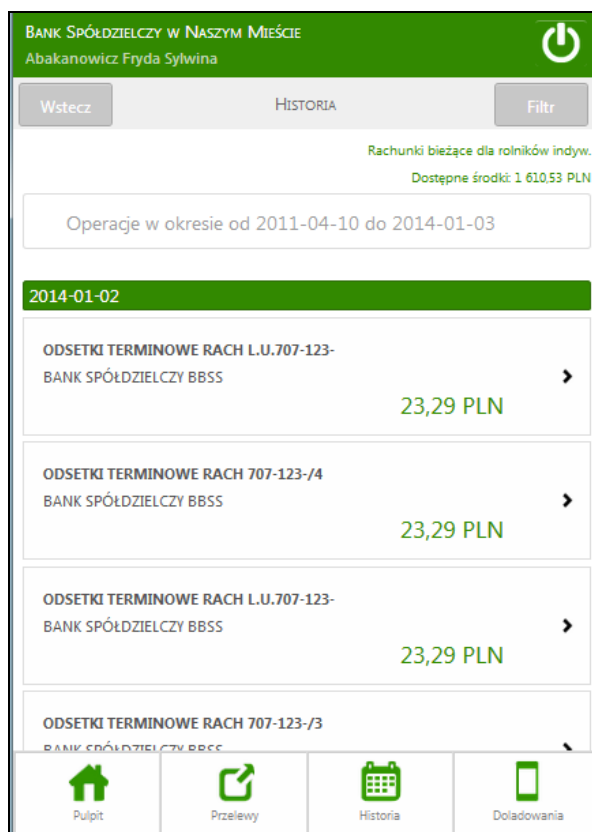 Bank Spółdzielczy w Naszym Mieście
Abakanowicz Fryda Sylwina
Wstecz
Historia
Filtr
Rachunki bieżące dla rolników indyw.
Dostępne środki: 1 610,53 PLN
Operacje w okresie od 2011-04-10 do 2014-01-03
2014-01-02
ODSETKI TERMINOWE RACH L.U.707-123-
BANK SPÓŁDZIELCZY BBSS
23,29 PLN
ODSETKI TERMINOWE RACH 707-123-/4
BANK SPÓŁDZIELCZY BBSS
23,29 PLN
ODSETKI TERMINOWE RACH L.U.707-123-
BANK SPÓŁDZIELCZY BBSS
23,29 PLN
ODSETKI TERMINOWE RACH 707-123-/3
BANK SPÓŁDZIELCZY BBSS
Pulpit
Przelewy
Historia
Doladowania